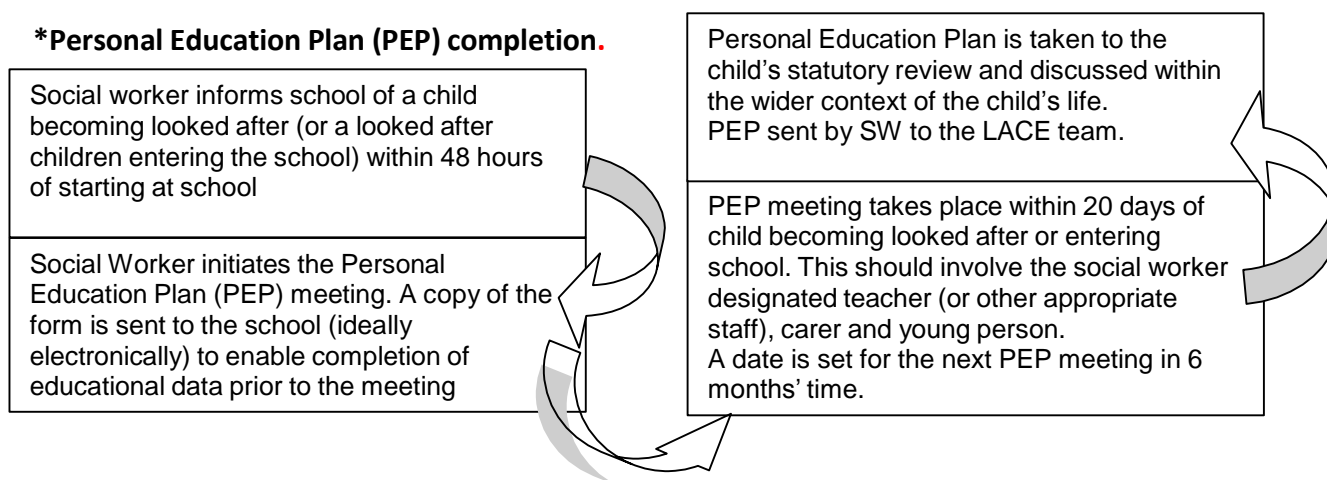 *Personal Education Plan (PEP) completion.
Social worker informs school of a child
becoming looked after (or a looked after
children entering the school) within 48 hours
of starting at school
Social Worker initiates the Personal
Education Plan (PEP) meeting. A copy of the
form is sent to the school (ideally
electronically) to enable completion of
educational data prior to the meeting
PEP meeting takes place within 20 days of
child becoming looked after or entering
school. This should involve the social worker
designated teacher (or other appropriate
staff), carer and young person.
A date is set for the next PEP meeting in 6
months’ time.
Personal Education Plan is taken to the
child’s statutory review and discussed within
the wider context of the child’s life.
PEP sent by SW to the LACE team.